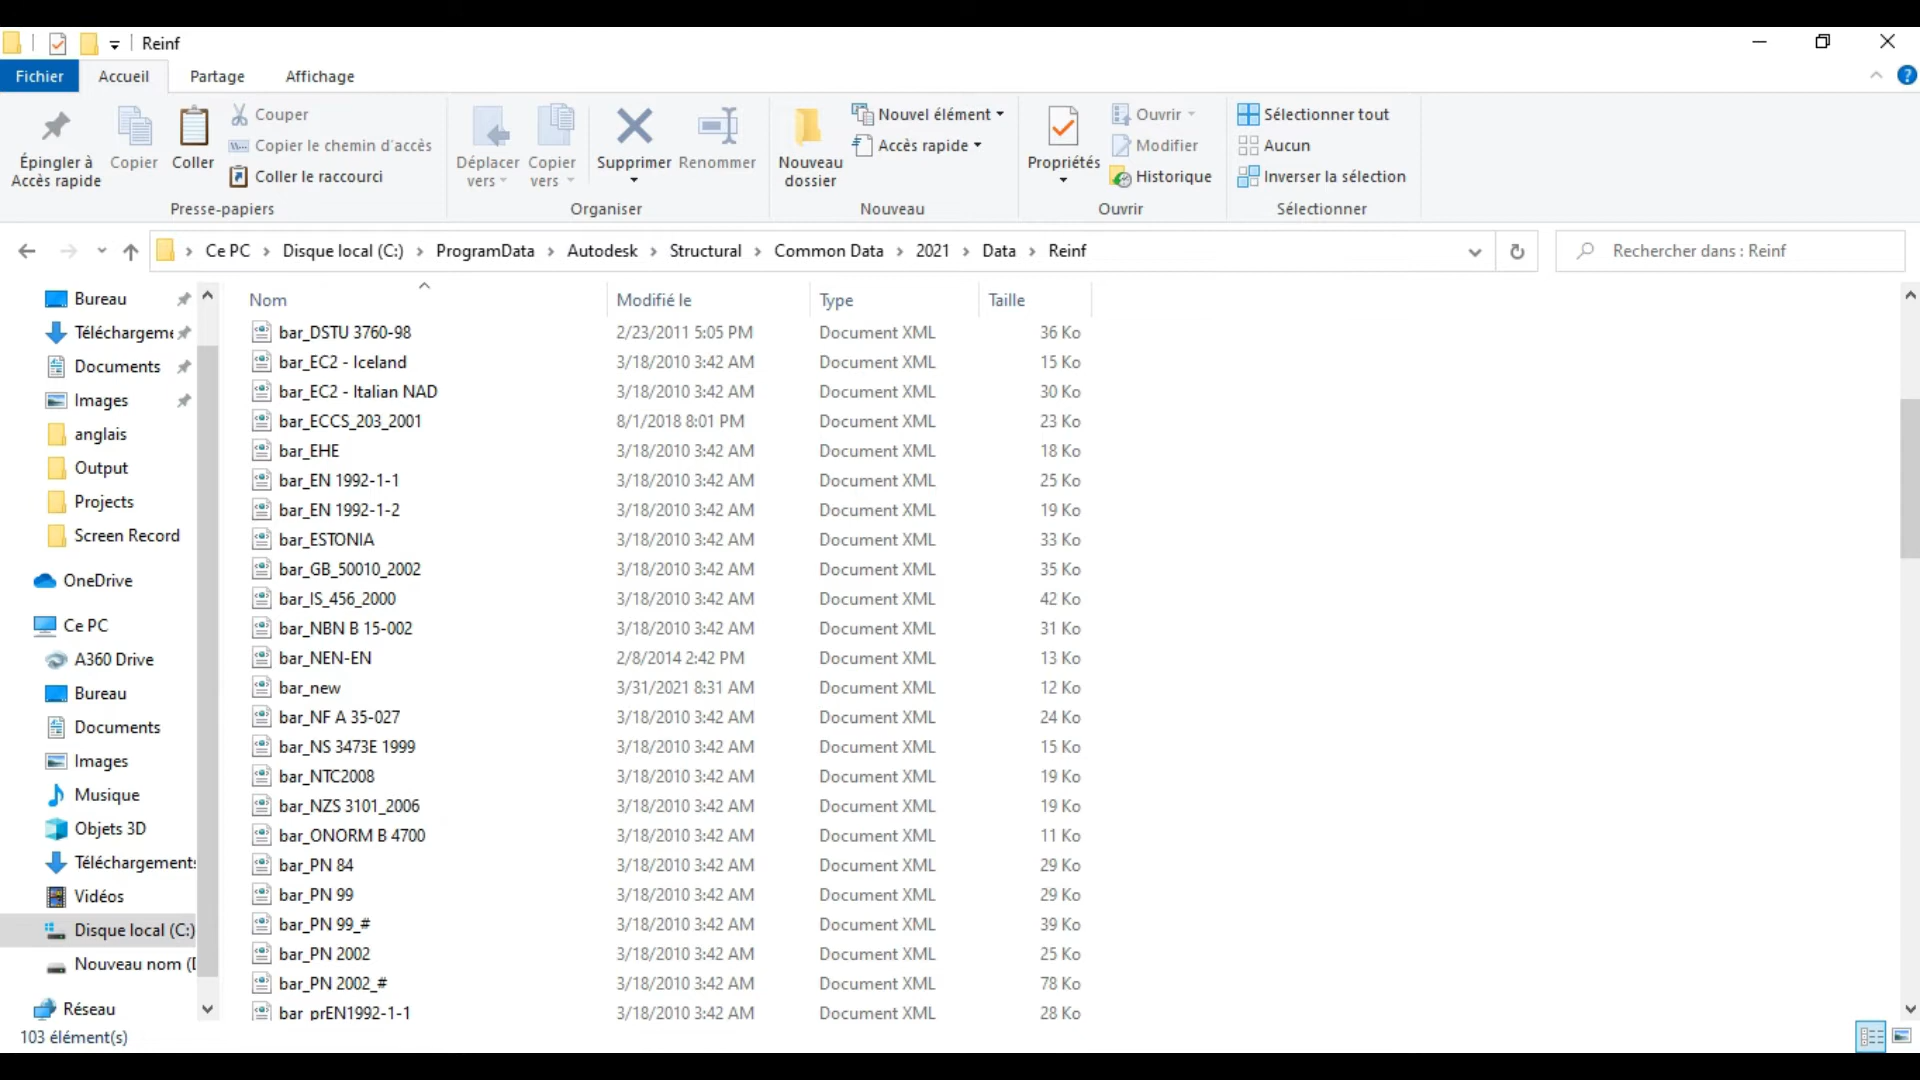 Reinf
Fichier Accueil Partage Affichage
Épingler à Accès rapide
Copier
Coller
Couper
Copier le chemin d'accès
Coller le raccourci
Presse-papiers
Déplacer vers
Copier vers
Supprimer
Renommer
Organiser
Nouveau dossier
Nouvel élément
Accès rapide
Nouveau
Propriétés
Ouvrir
Modifier
Historique
Ouvrir
Sélectionner tout
Aucun
Inverser la sélection
Sélectionner
Ce PC > Disque local (C:) > ProgramData > Autodesk > Structural > Common Data > 2021 > Data > Reinf
Rechercher dans : Reinf
Bureau
Téléchargeme
Documents
Images
anglais
Output
Projects
Screen Record
OneDrive
Ce PC
A360 Drive
Bureau
Documents
Images
Musique
Objets 3D
Téléchargements
Vidéos
Disque local (C:)
Nouveau nom (D
Réseau
Nom Modifié le Type Taille
bar_DSTU 3760-98 2/23/2011 5:05 PM Document XML 36 Ko
bar_EC2 - Iceland 3/18/2010 3:42 AM Document XML 15 Ko
bar_EC2 - Italian NAD 3/18/2010 3:42 AM Document XML 30 Ko
bar_ECCS_203_2001 8/1/2018 8:01 PM Document XML 23 Ko
bar_EHE 3/18/2010 3:42 AM Document XML 18 Ko
bar_EN 1992-1-1 3/18/2010 3:42 AM Document XML 25 Ko
bar_EN 1992-1-2 3/18/2010 3:42 AM Document XML 19 Ko
bar_ESTONIA 3/18/2010 3:42 AM Document XML 33 Ko
bar_GB_50010_2002 3/18/2010 3:42 AM Document XML 35 Ko
bar_IS_456_2000 3/18/2010 3:42 AM Document XML 42 Ko
bar_NBN B 15-002 3/18/2010 3:42 AM Document XML 31 Ko
bar_NEN-EN 2/8/2014 2:42 PM Document XML 13 Ko
bar_new 3/31/2021 8:31 AM Document XML 12 Ko
bar_NF A 35-027 3/18/2010 3:42 AM Document XML 24 Ko
bar_NS 3473E 1999 3/18/2010 3:42 AM Document XML 15 Ko
bar_NTC2008 3/18/2010 3:42 AM Document XML 19 Ko
bar_NZS 3101_2006 3/18/2010 3:42 AM Document XML 19 Ko
bar_ONORM B 4700 3/18/2010 3:42 AM Document XML 11 Ko
bar_PN 84 3/18/2010 3:42 AM Document XML 29 Ko
bar_PN 99 3/18/2010 3:42 AM Document XML 29 Ko
bar_PN 99_# 3/18/2010 3:42 AM Document XML 39 Ko
bar_PN 2002 3/18/2010 3:42 AM Document XML 25 Ko
bar_PN 2002_# 3/18/2010 3:42 AM Document XML 78 Ko
bar_prEN1992-1-1 3/18/2010 3:42 AM Document XML 28 Ko
103 élément(s)